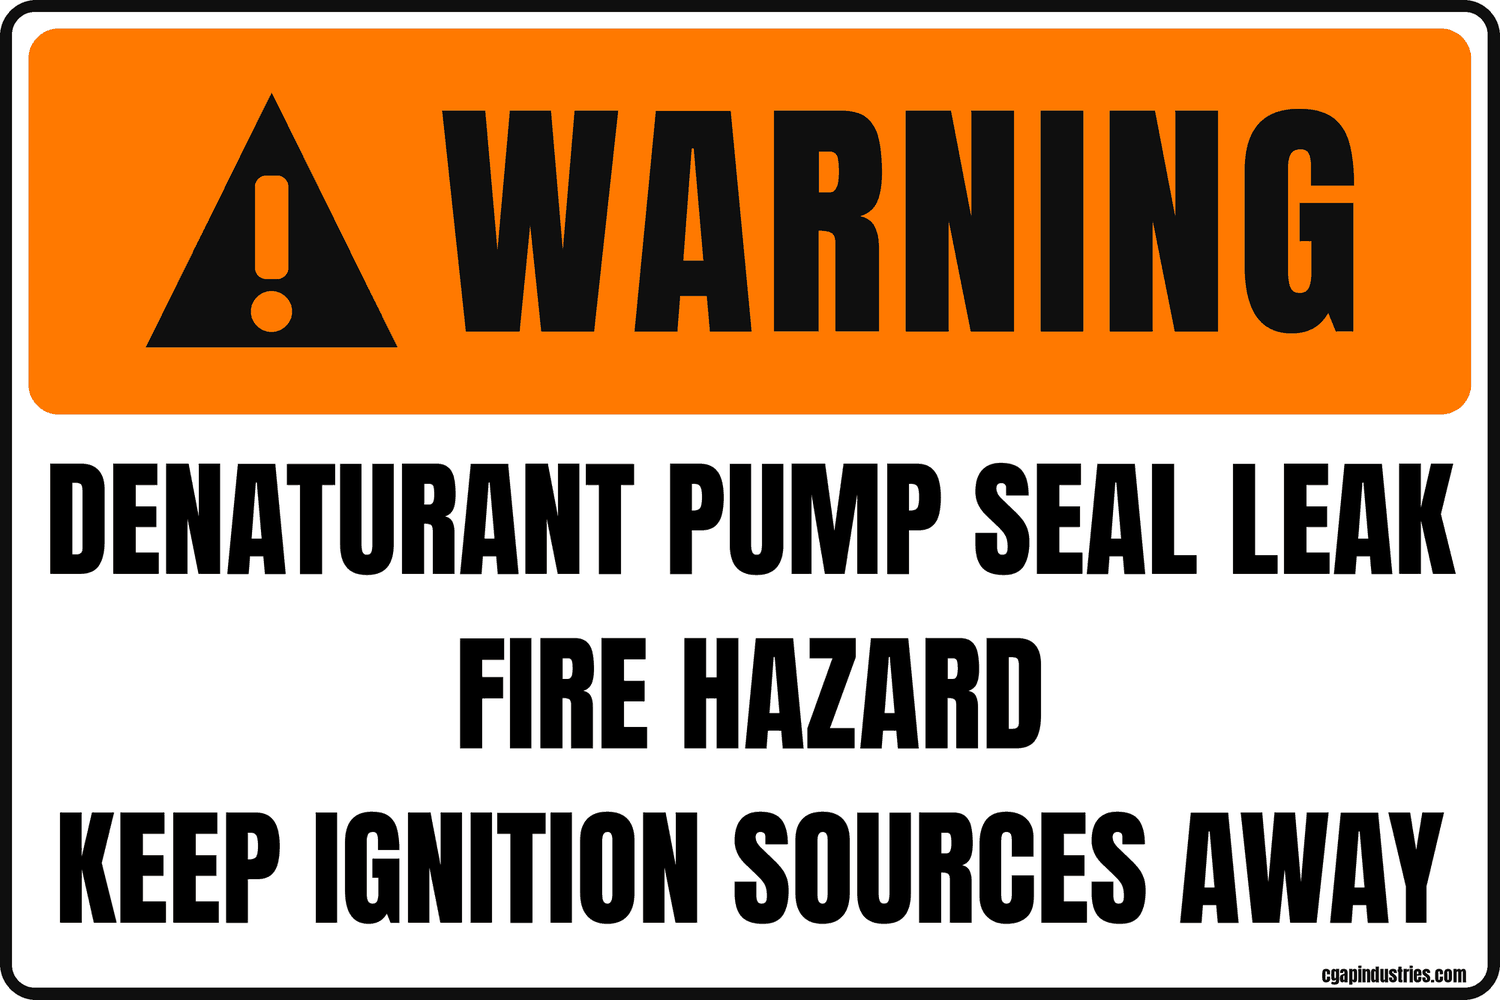 WARNING
DENATURANT PUMP SEAL LEAK
FIRE HAZARD
KEEP IGNITION SOURCES AWAY
cgapindustries.com